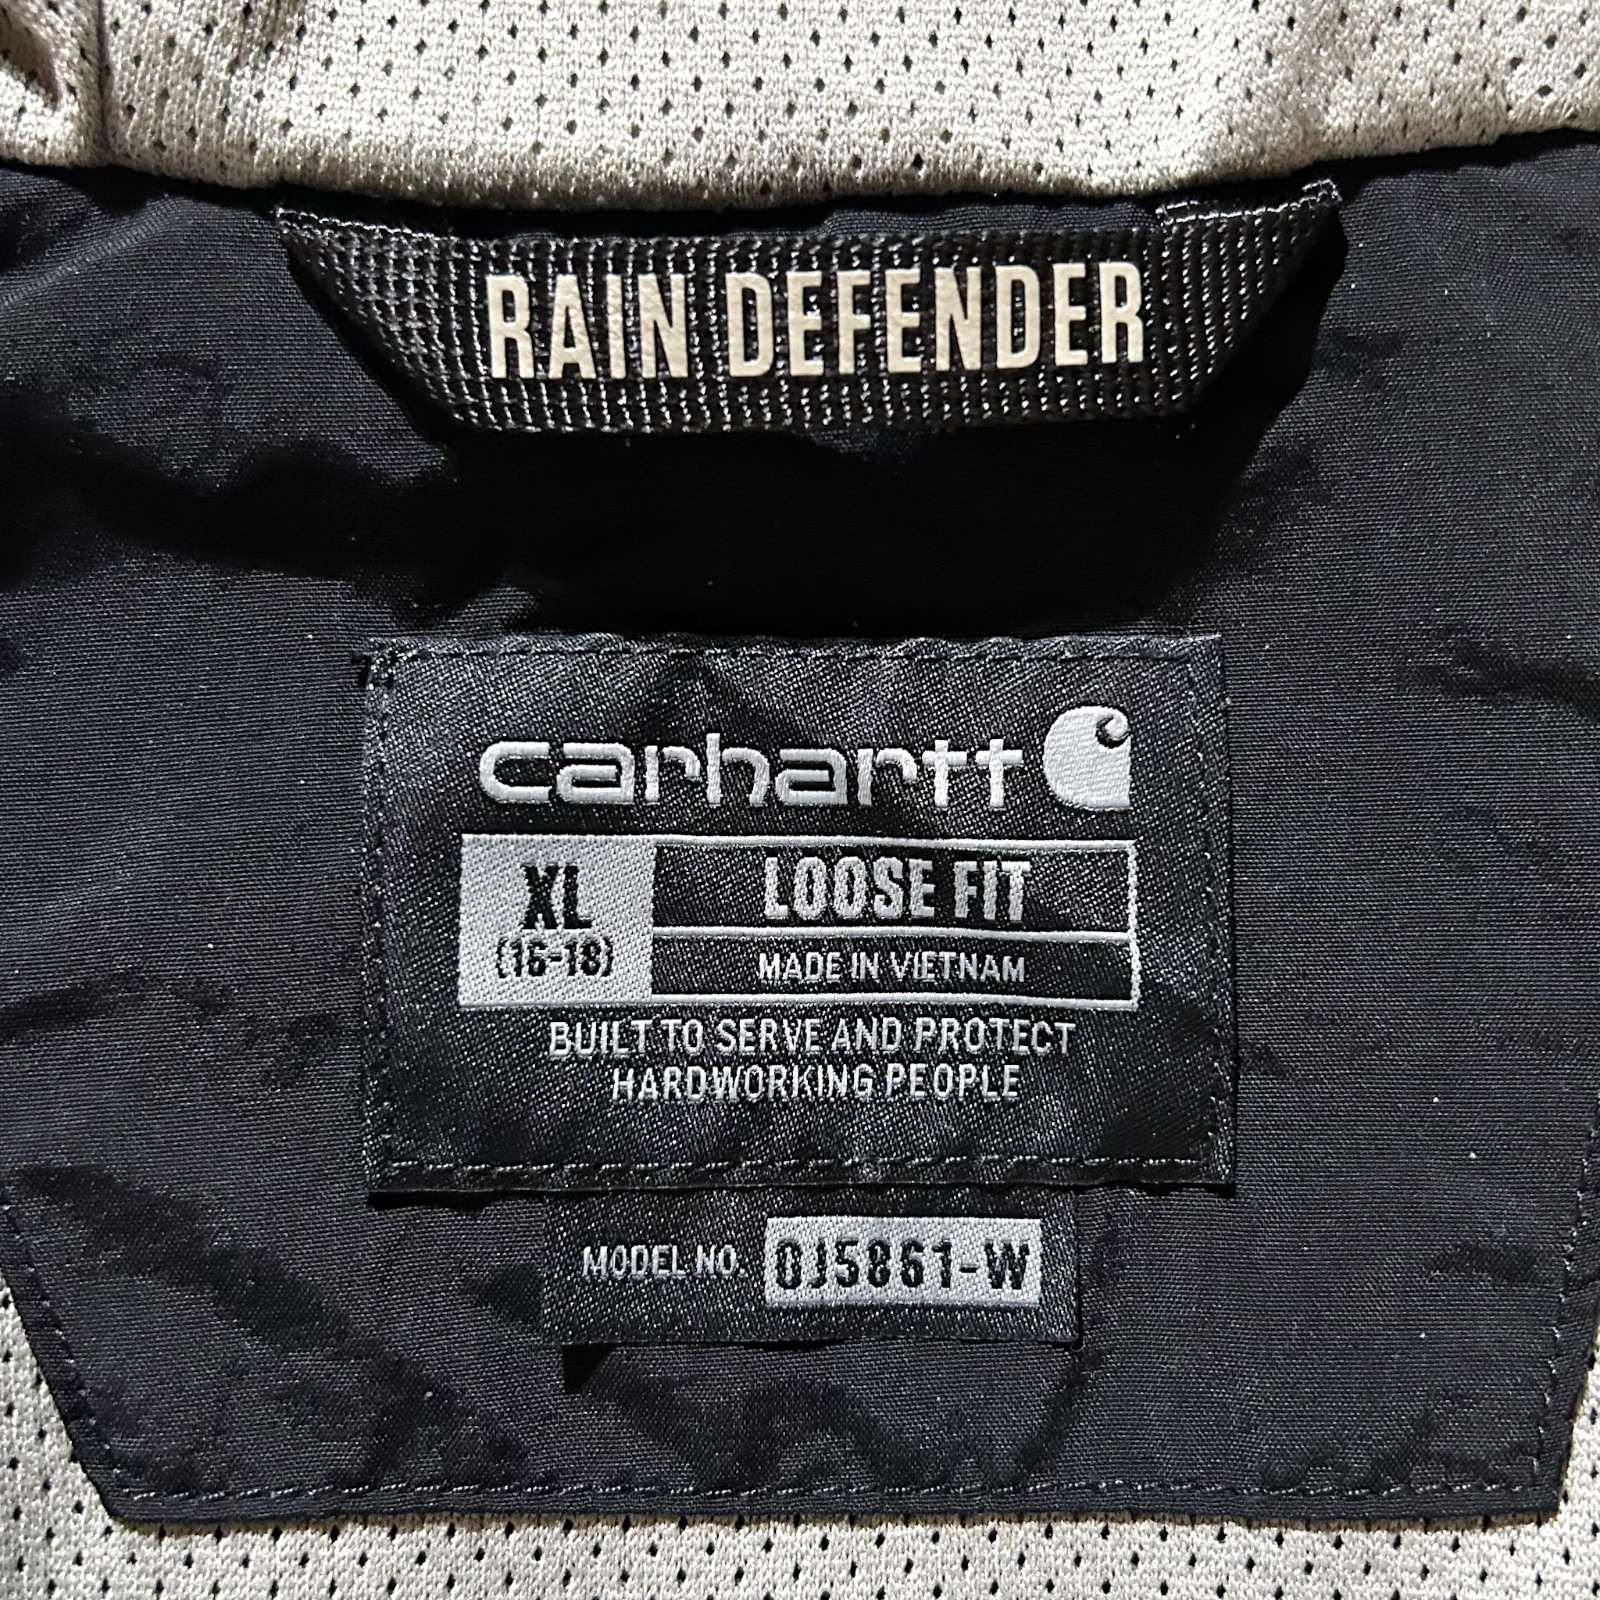 RAIN DEFENDER
carhartt
XL
(16-18)
LOOSE FIT
MADE IN VIETNAM
BUILT TO SERVE AND PROTECT
HARDWORKING PEOPLE
MODEL NO. OJ5861-W